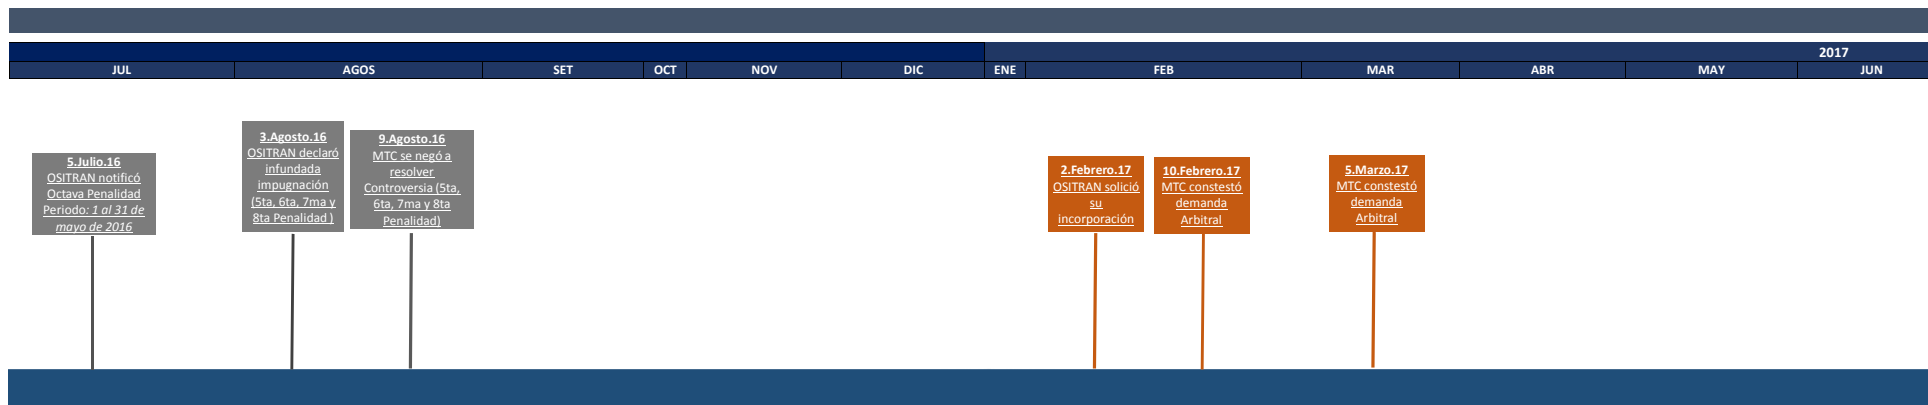 2017
JUL AGOS SET OCT NOV DIC ENE FEB MAR ABR MAY JUN
5.Julio.16
OSITRAN notificó
Octava Penalidad
Periodo: 1 al 31 de
mayo de 2016
3.Agosto.16
OSITRAN declaró
infundada
impugnación
(5ta, 6ta, 7ma y
8ta Penalidad )
9.Agosto.16
MTC se negó a
resolver
Controversia (5ta,
6ta, 7ma y 8ta
Penalidad)
2.Febrero.17
OSITRAN solició
su
incorporación
10.Febrero.17
MTC constestó
demanda
Arbitral
5.Marzo.17
MTC constestó
demanda
Arbitral